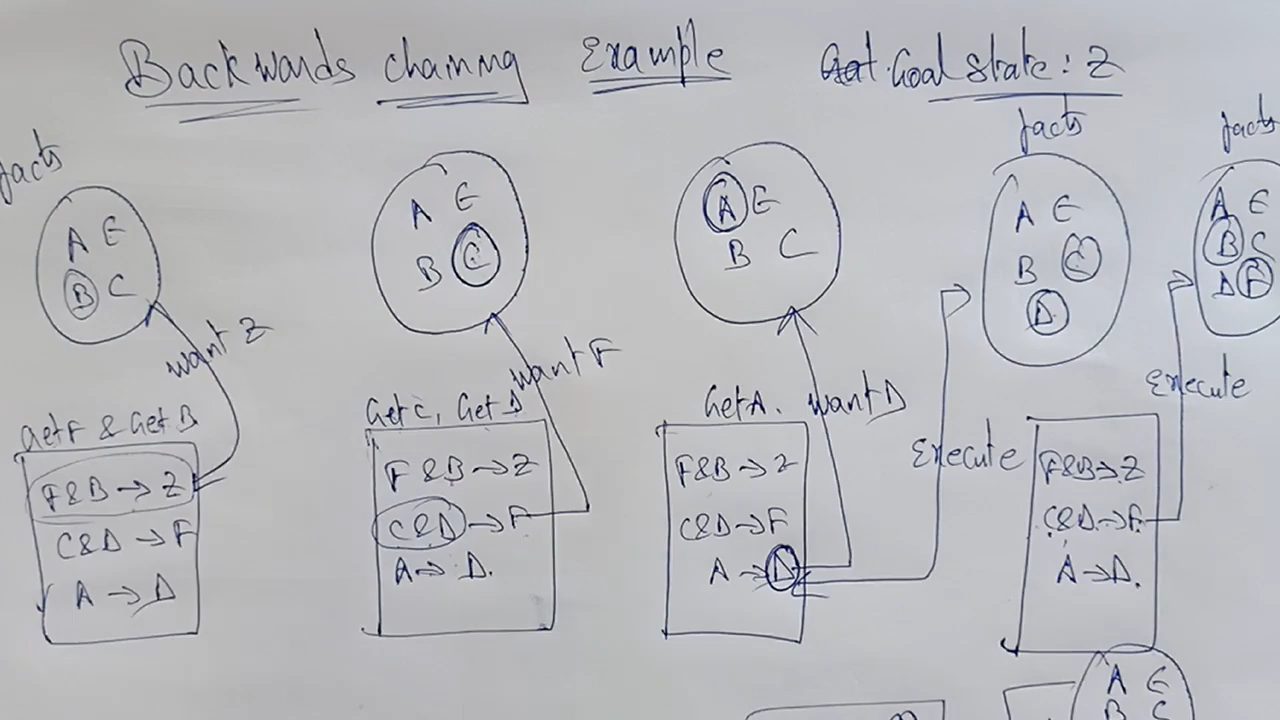 Backwards chaining Example Goal State: Z
facts
A E
B C
want Z
Get F & Get B
F&B → Z
C&D → F
A → D
A E
B C
want F
Get C, Get D
F&B → Z
C&D → F
A → D.
A E
B C
Get A. want D
F&B → Z
C&D → F
A → D
Execute
facts
A E
B C
D
F&B → Z
C&D → F
A → D.
Execute
facts
A E
B C
D F
A E
B C